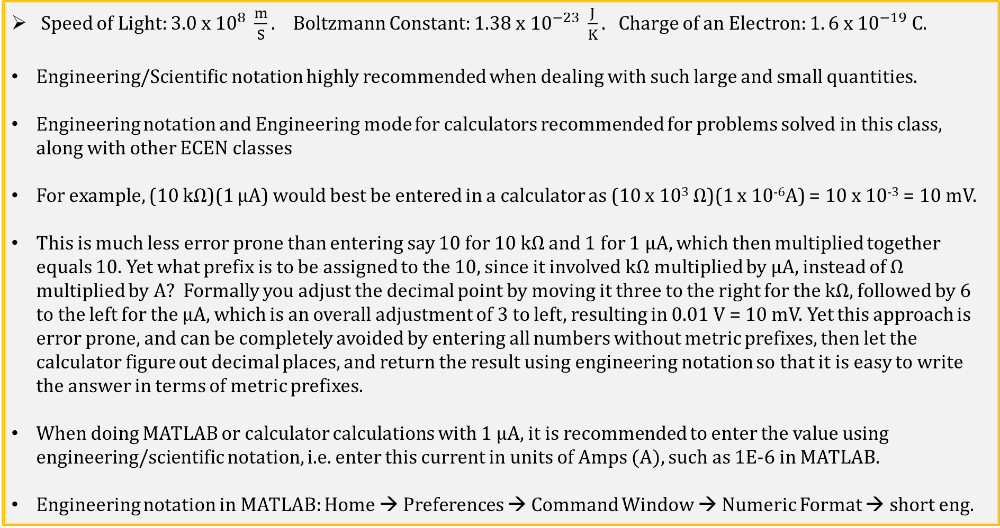 ➢ Speed of Light: 3.0 x 10⁸ m/S. Boltzmann Constant: 1.38 x 10⁻²³ J/K. Charge of an Electron: 1. 6 x 10⁻¹⁹ C.
• Engineering/Scientific notation highly recommended when dealing with such large and small quantities.
• Engineering notation and Engineering mode for calculators recommended for problems solved in this class,
along with other ECEN classes
• For example, (10 kΩ)(1 μA) would best be entered in a calculator as (10 x 10³ Ω)(1 x 10⁻⁶A) = 10 x 10⁻³ = 10 mV.
• This is much less error prone than entering say 10 for 10 kΩ and 1 for 1 μA, which then multiplied together
equals 10. Yet what prefix is to be assigned to the 10, since it involved kΩ multiplied by μA, instead of Ω
multiplied by A? Formally you adjust the decimal point by moving it three to the right for the kΩ, followed by 6
to the left for the μA, which is an overall adjustment of 3 to left, resulting in 0.01 V = 10 mV. Yet this approach is
error prone, and can be completely avoided by entering all numbers without metric prefixes, then let the
calculator figure out decimal places, and return the result using engineering notation so that it is easy to write
the answer in terms of metric prefixes.
• When doing MATLAB or calculator calculations with 1 μA, it is recommended to enter the value using
engineering/scientific notation, i.e. enter this current in units of Amps (A), such as 1E-6 in MATLAB.
• Engineering notation in MATLAB: Home → Preferences → Command Window → Numeric Format → short eng.